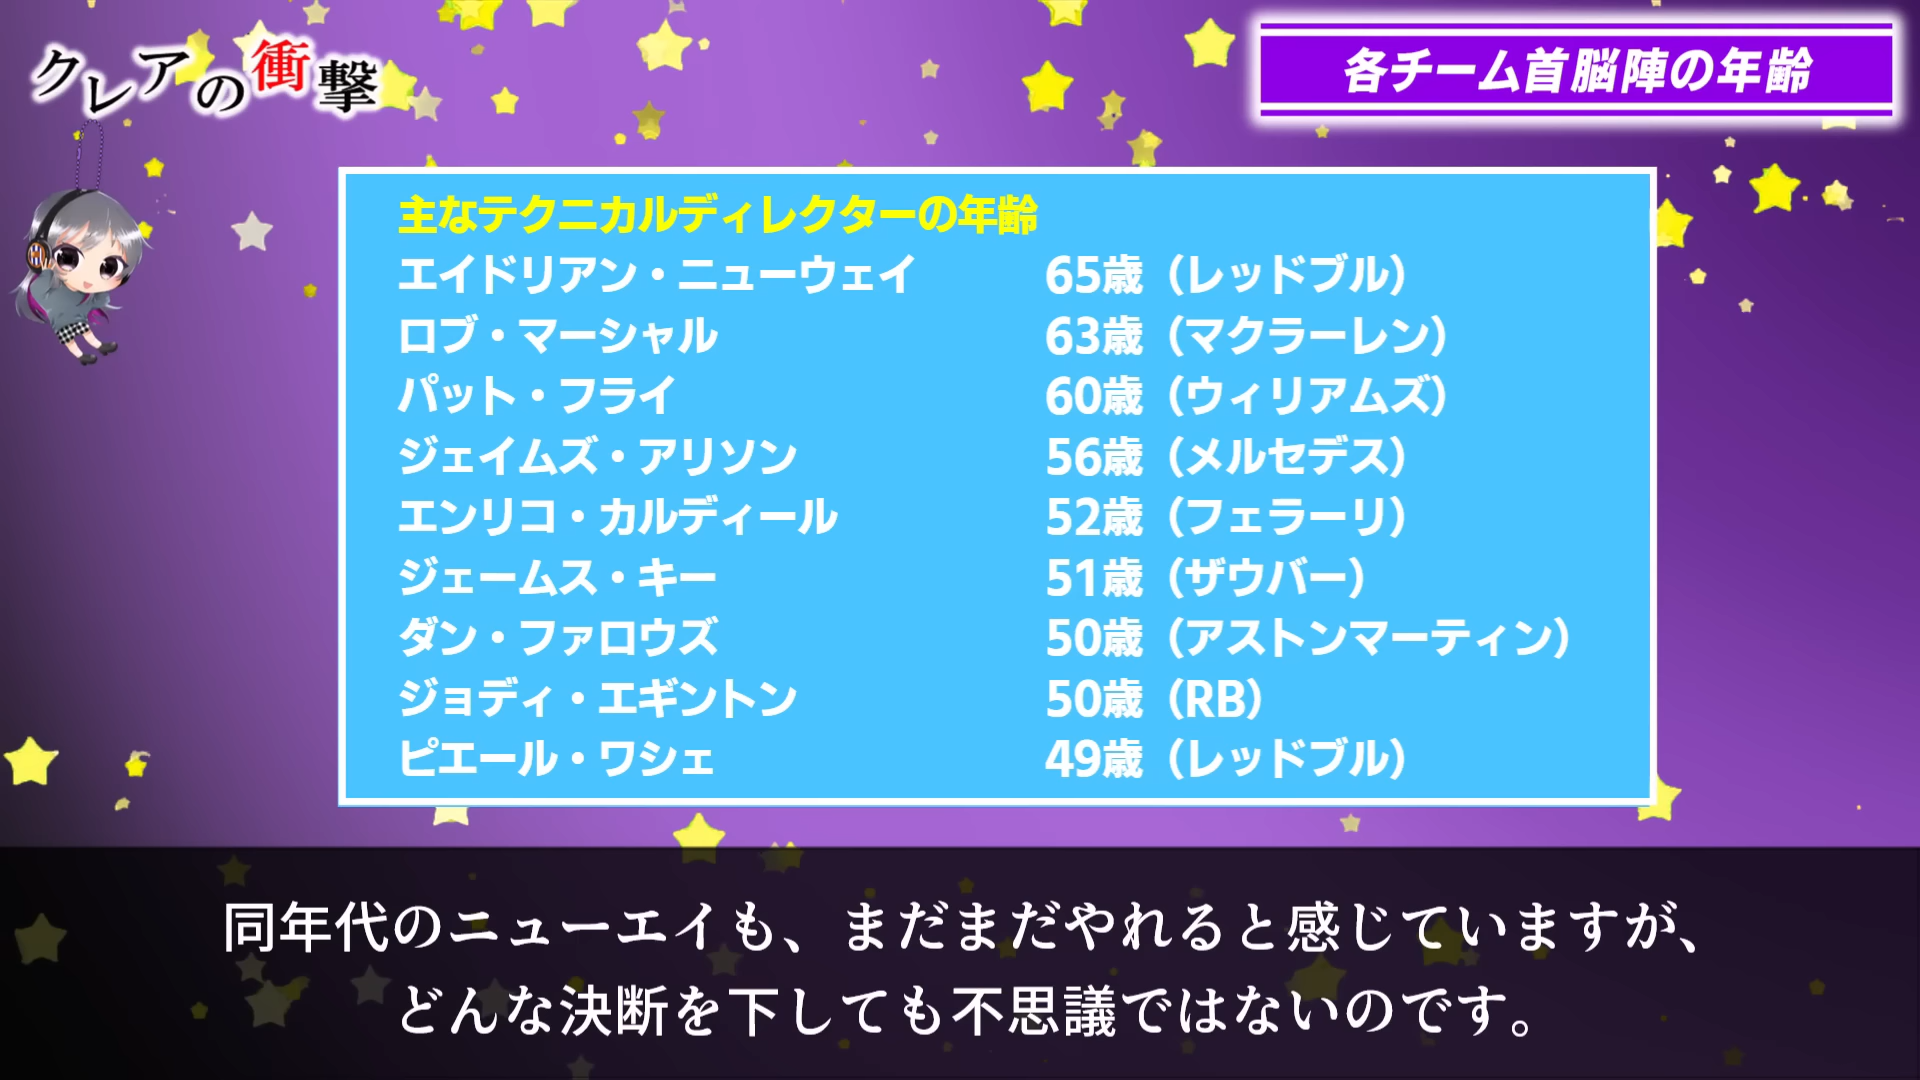 クレアの衝撃
各チーム首脳陣の年齢
主なテクニカルディレクターの年齢
エイドリアン・ニューウェイ 65歳（レッドブル）
ロブ・マーシャル 63歳（マクラーレン）
パット・フライ 60歳（ウィリアムズ）
ジェイムズ・アリソン 56歳（メルセデス）
エンリコ・カルディール 52歳（フェラーリ）
ジェームス・キー 51歳（ザウバー）
ダン・ファロウズ 50歳（アストンマーティン）
ジョディ・エギントン 50歳（RB）
ピエール・ワシェ 49歳（レッドブル）
同年代のニューエイも、まだまだやれると感じていますが、
どんな決断を下しても不思議ではないのです。